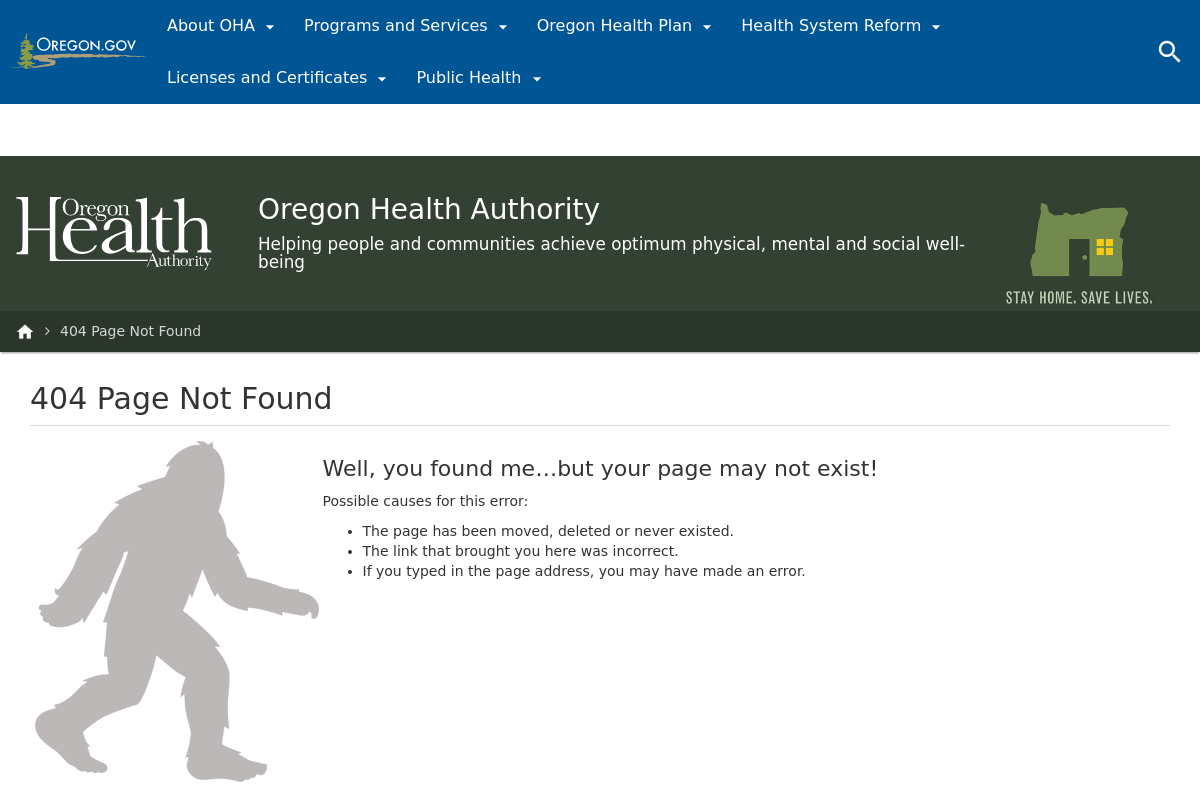 OREGON.GOV
About OHA
Programs and Services
Oregon Health Plan
Health System Reform
Licenses and Certificates
Public Health
Oregon
Health
Authority
Oregon Health Authority
Helping people and communities achieve optimum physical, mental and social well-
being
STAY HOME. SAVE LIVES.
404 Page Not Found
404 Page Not Found
Well, you found me...but your page may not exist!
Possible causes for this error:
• The page has been moved, deleted or never existed.
• The link that brought you here was incorrect.
• If you typed in the page address, you may have made an error.